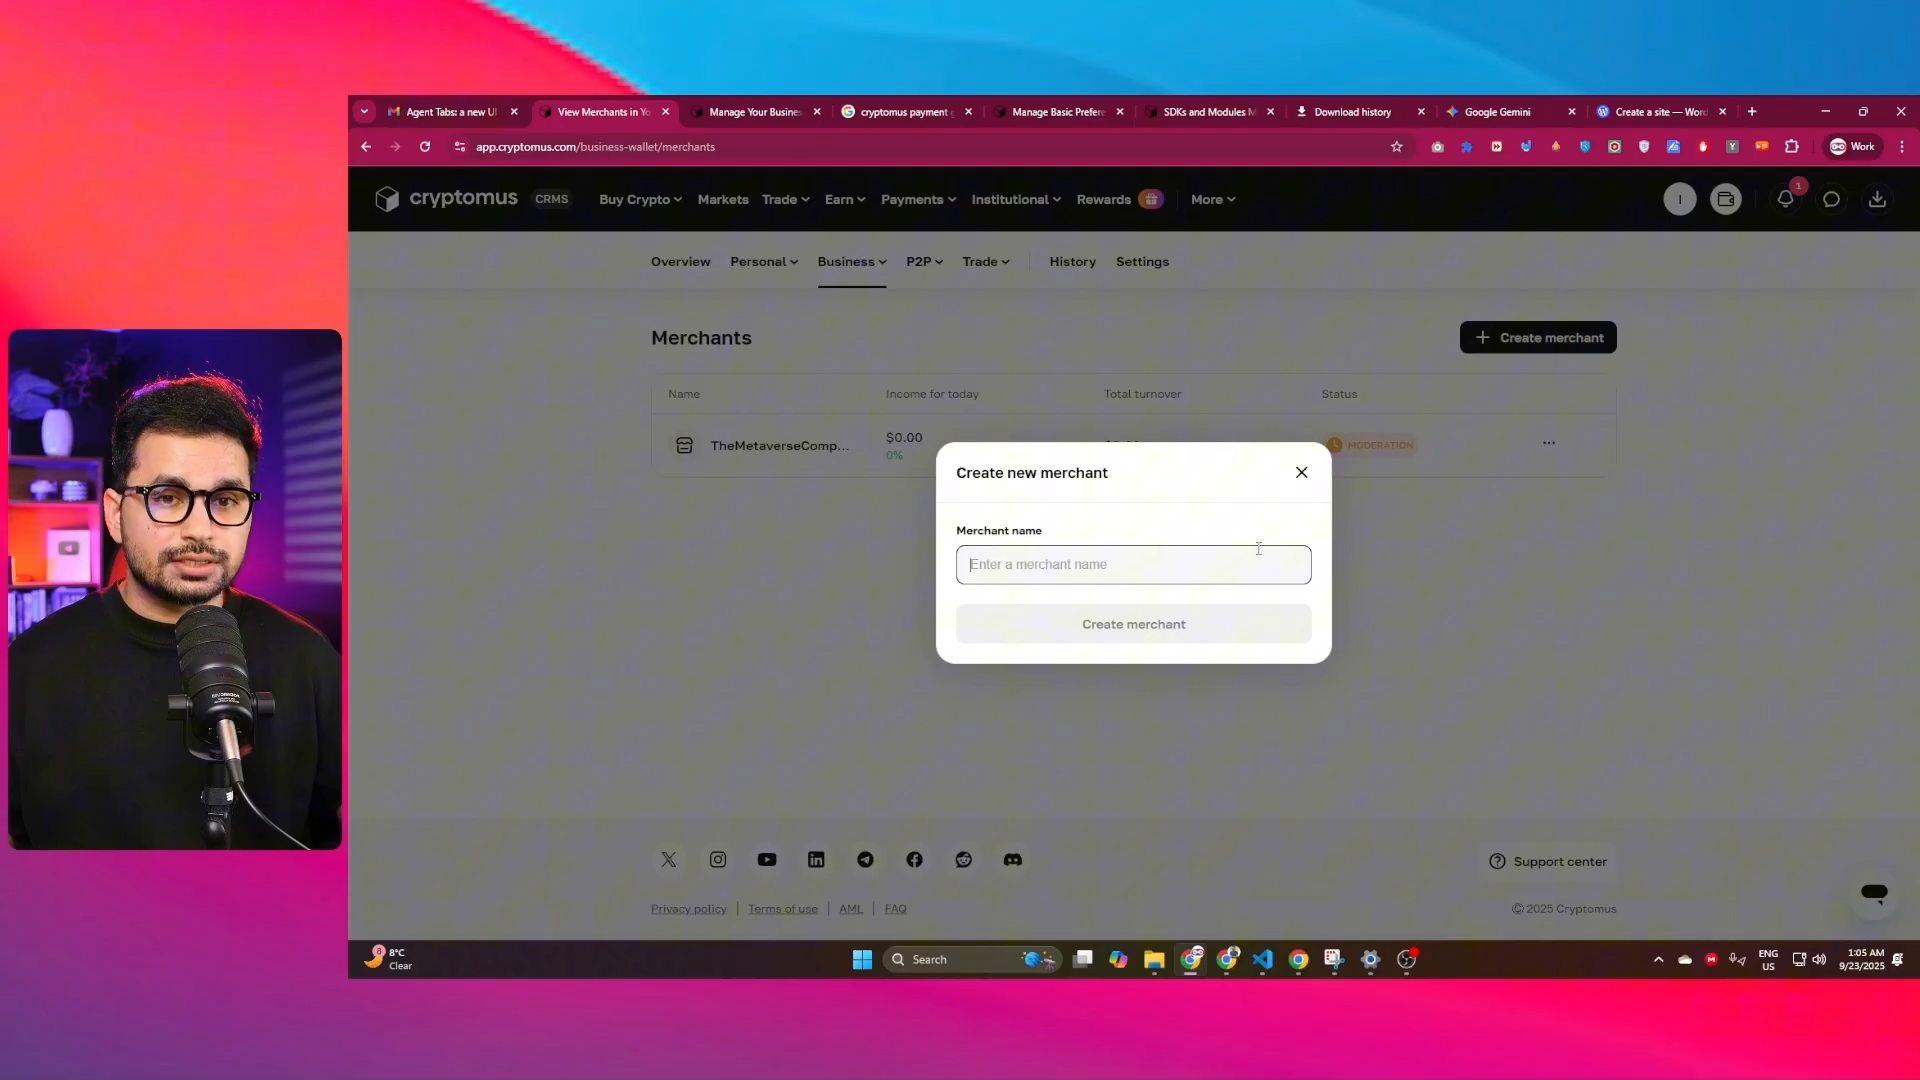 Agent Tabs: a new UI
View Merchants in Yo
Manage Your Busines
cryptomus payment g
Manage Basic Prefere
SDKs and Modules M
Download history
Google Gemini
Create a site — Word
app.cryptomus.com/business-wallet/merchants
Work
cryptomus
CRMS
Buy Crypto
Markets
Trade
Earn
Payments
Institutional
Rewards
More
I
1
Overview
Personal
Business
P2P
Trade
History
Settings
Merchants
Create merchant
Name
Income for today
Total turnover
Status
TheMetaverseComp...
$0.00
0%
MODERATION
Create new merchant
Merchant name
Enter a merchant name
Create merchant
Support center
Privacy policy | Terms of use | AML | FAQ
© 2025 Cryptomus
8°C
Clear
Search
ENG
US
1:05 AM
9/23/2025